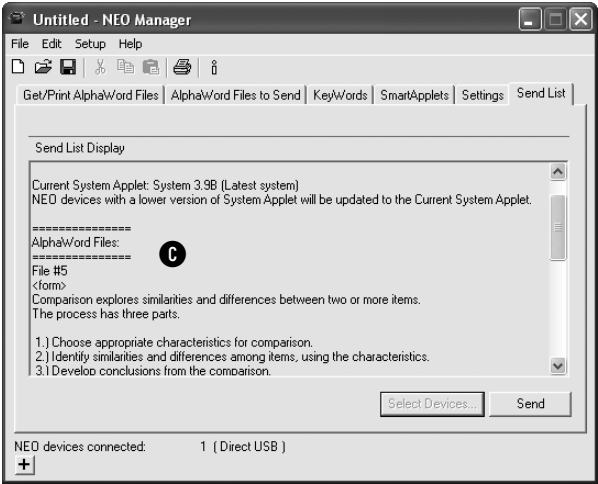 Untitled - NEO Manager
File Edit Setup Help
Get/Print AlphaWord Files AlphaWord Files to Send KeyWords SmartApplets Settings Send List
Send List Display
Current System Applet: System 3.9B (Latest system)
NEO devices with a lower version of System Applet will be updated to the Current System Applet.
===============
AlphaWord Files:
===============
C
File #5
<form>
Comparison explores similarities and differences between two or more items.
The process has three parts.
1.) Choose appropriate characteristics for comparison.
2.) Identify similarities and differences among items, using the characteristics.
3.) Develop conclusions from the comparison.
Select Devices... Send
NEO devices connected: 1 ( Direct USB )
+